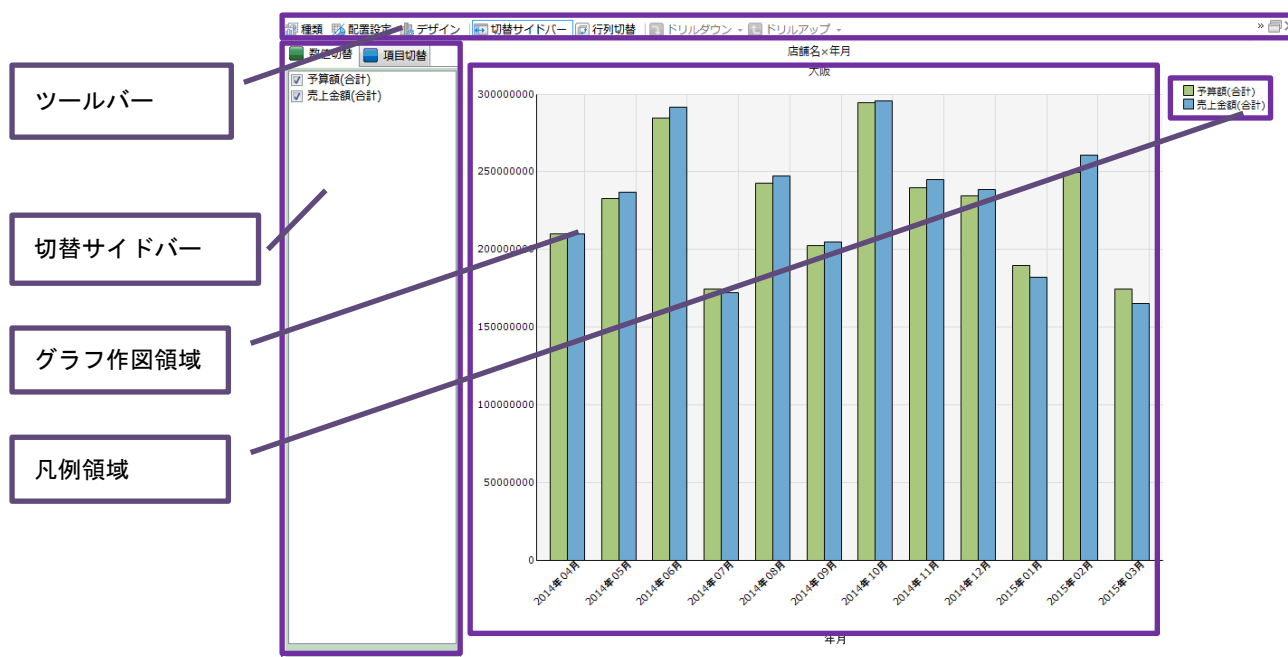 種類 配置設定 デザイン 切替サイドバー 行列切替 ドリルダウン ドリルアップ »
数値切替 項目切替
予算額(合計)
売上金額(合計)
ツールバー
切替サイドバー
グラフ作図領域
凡例領域
店舗名×年月
大阪
300000000
250000000
200000000
150000000
100000000
50000000
0
2014年04月
2014年05月
2014年06月
2014年07月
2014年08月
2014年09月
2014年10月
2014年11月
2014年12月
2015年01月
2015年02月
2015年03月
年月
予算額(合計)
売上金額(合計)